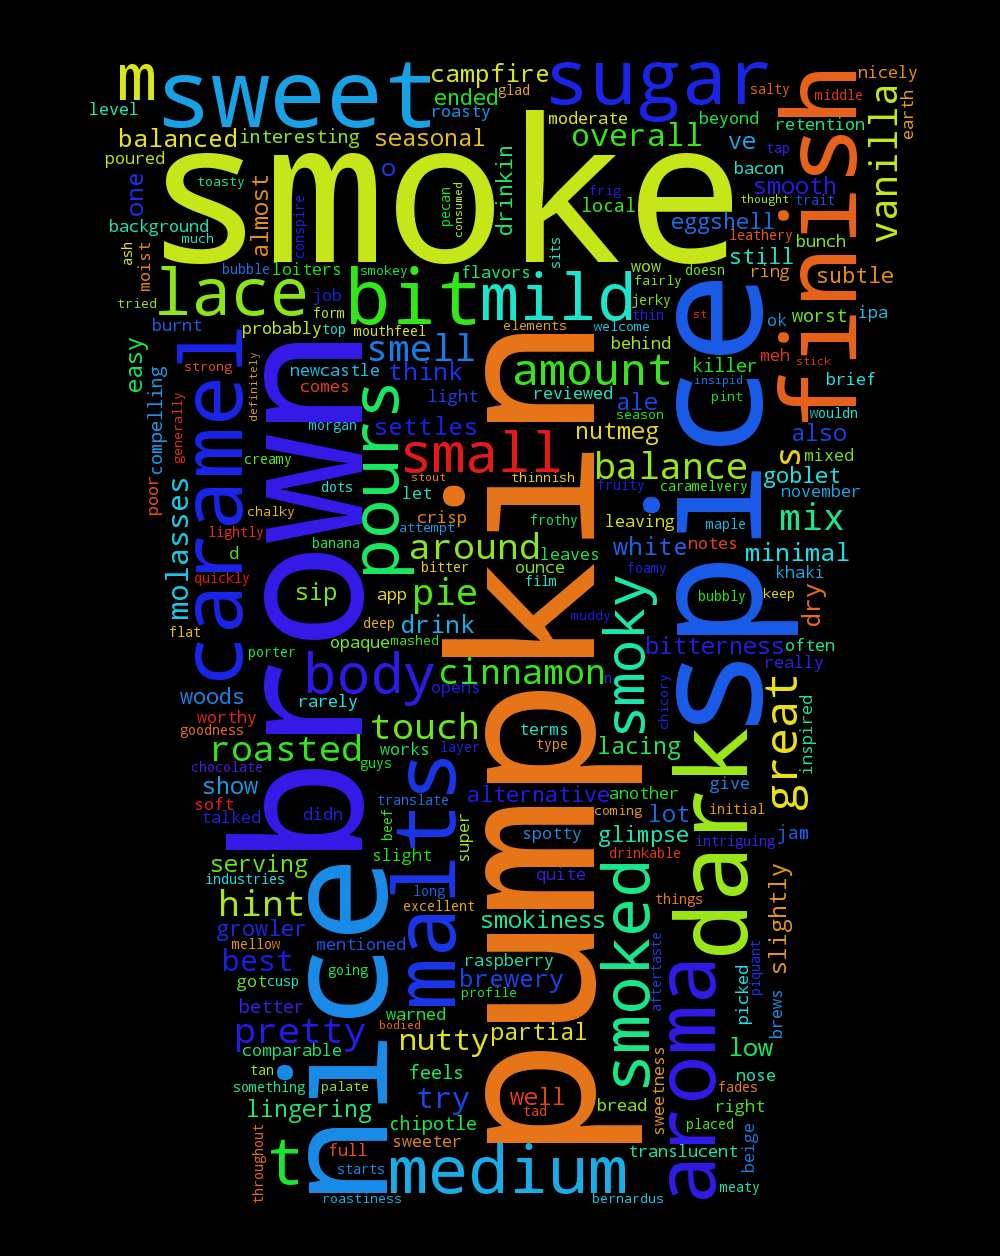 m
sweet
campfire
sugar
nicely
level
ended
glad
roasty
salty
middle
finish
vanilla
earth
balanced
interesting
seasonal
moderate
overall
beyond
retention
ve
tap
poured
toasty
smoke
o
pecan
consumed
drinkin
frig
local
bacon
smooth
thought
trait
one
almost
conspire
background
much
eggshell
leathery
bunch
ash
moist
sits
still
bubble
loiters
smokey
flavors
wow
doesn
ring
subtle
fairly
tried
lace
job
bit
mild
jerky
form
thin
st
worst
ipa
burnt
probably
top
mouthfeel
elements
welcome
ok
easy
compelling
poor
strong
generally
caramel
definitely
newcastle
smell
think
behind
killer
meh
stick
comes
amount
insipid
brief
light
reviewed
ale
pint
morgan
settles
season
wouldn
nutmeg
also
creamy
small
s
mixed
brown
pours
pumpkin
spice
balance
stout
thinnish
fruity
caramelvery
goblet
dots
let
november
molasses
chalky
crisp
frothy
leaving
maple
mix
attempt
lightly
banana
around
leaves
white
notes
minimal
d
bitter
ounce
foamy
khaki
quickly
sip
app
pie
film
bubbly
keep
dry
flat
deep
drink
muddy
smoky
porter
opaque
mashed
bitterness
often
body
cinnamon
really
woods
rarely
opens
n
chicory
great
worthy
goodness
touch
terms
type
lacing
darks
inspired
roasted
works
layer
guys
chocolate
show
soft
talked
didn
translate
alternative
coming
another
give
initial
beef
malts
super
spotty
lot
glimpse
intriguing
jam
serving
slight
drinkable
industries
long
quite
nice
hint
excellent
smokiness
smoked
things
slightly
growler
mellow
mentioned
aftertaste
piquant
best
going
raspberry
brewery
picked
got
cusp
profile
aroma
better
warned
brews
pretty
bodied
nutty
partial
comparable
low
tan
something
palate
feels
sweetness
nose
fades
lingering
try
well
tad
bread
right
chipotle
placed
throughout
t
full
sweeter
translucent
beige
starts
medium
meaty
roastiness
bernardus